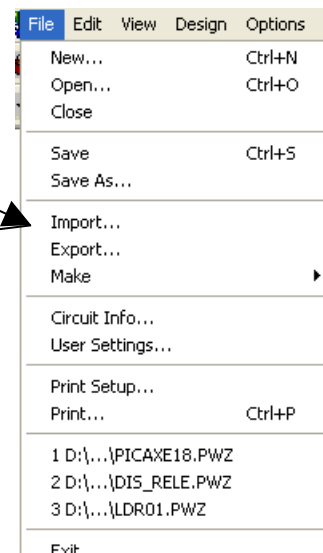 File Edit View Design Options
New... Ctrl+N
Open... Ctrl+O
Close
Save Ctrl+S
Save As...
Import...
Export...
Make
Circuit Info...
User Settings...
Print Setup...
Print... Ctrl+P
1 D:\...\PICAXE18.PWZ
2 D:\...\DIS_RELE.PWZ
3 D:\...\LDR01.PWZ
Exit